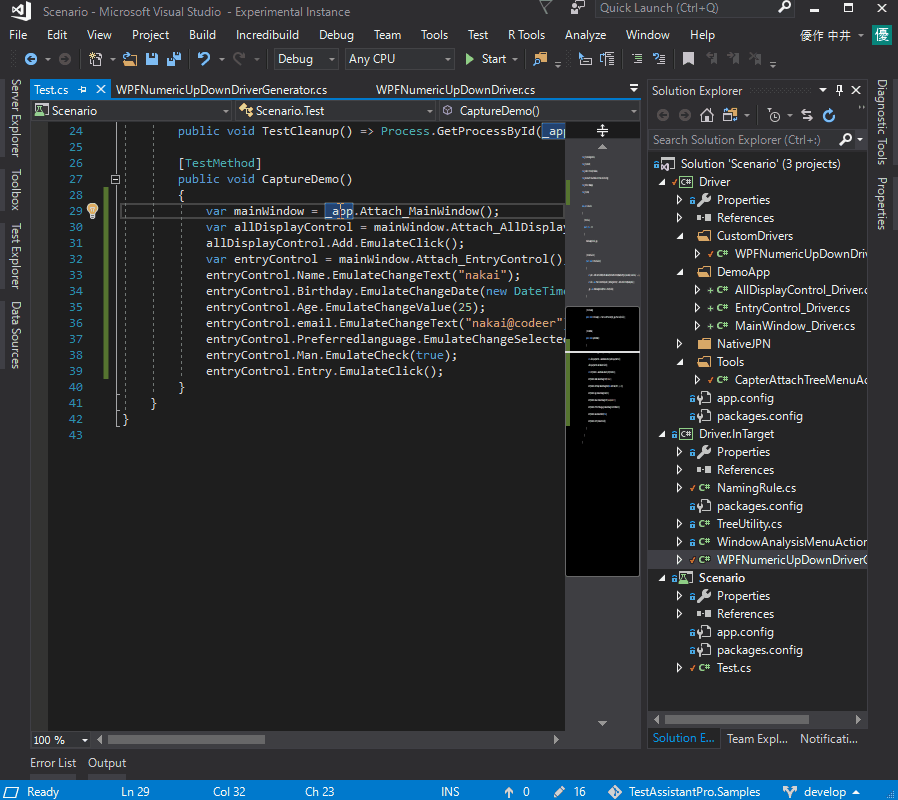 Scenario - Microsoft Visual Studio - Experimental Instance
Quick Launch (Ctrl+Q)
File Edit View Project Build Incredibuild Debug Team Tools Test R Tools Analyze Window Help 優作 中井 優
Debug Any CPU Start
Server Explorer
Toolbox
Test Explorer
Data Sources
Test.cs WPFNumericUpDownDriverGenerator.cs WPFNumericUpDownDriver.cs
Scenario Scenario.Test CaptureDemo()
24 public void TestCleanup() => Process.GetProcessById(_app
25
26 [TestMethod]
27 public void CaptureDemo()
28 {
29 var mainWindow = _app.Attach_MainWindow();
30 var allDisplayControl = mainWindow.Attach_AllDisplay
31 allDisplayControl.Add.EmulateClick();
32 var entryControl = mainWindow.Attach_EntryControl()
33 entryControl.Name.EmulateChangeText("nakai");
34 entryControl.Birthday.EmulateChangeDate(new DateTime
35 entryControl.Age.EmulateChangeValue(25);
36 entryControl.email.EmulateChangeText("nakai@codeer"
37 entryControl.Preferredlanguage.EmulateChangeSelected
38 entryControl.Man.EmulateCheck(true);
39 entryControl.Entry.EmulateClick();
40 }
41 }
42 }
43
100 %
Solution Explorer
Search Solution Explorer (Ctrl+:)
Solution 'Scenario' (3 projects)
C# Driver
Properties
References
CustomDrivers
C# WPFNumericUpDownDriv
DemoApp
+ C# AllDisplayControl_Driver.c
+ C# EntryControl_Driver.cs
+ C# MainWindow_Driver.cs
NativeJPN
Tools
C# CapterAttachTreeMenuAc
app.config
packages.config
C# Driver.InTarget
Properties
References
C# NamingRule.cs
packages.config
C# TreeUtility.cs
C# WindowAnalysisMenuAction
C# WPFNumericUpDownDriverG
Scenario
Properties
References
app.config
packages.config
C# Test.cs
Solution E... Team Expl... Notificati...
Diagnostic Tools
Properties
Error List Output
Ready Ln 29 Col 32 Ch 23 INS 0 16 TestAssistantPro.Samples develop